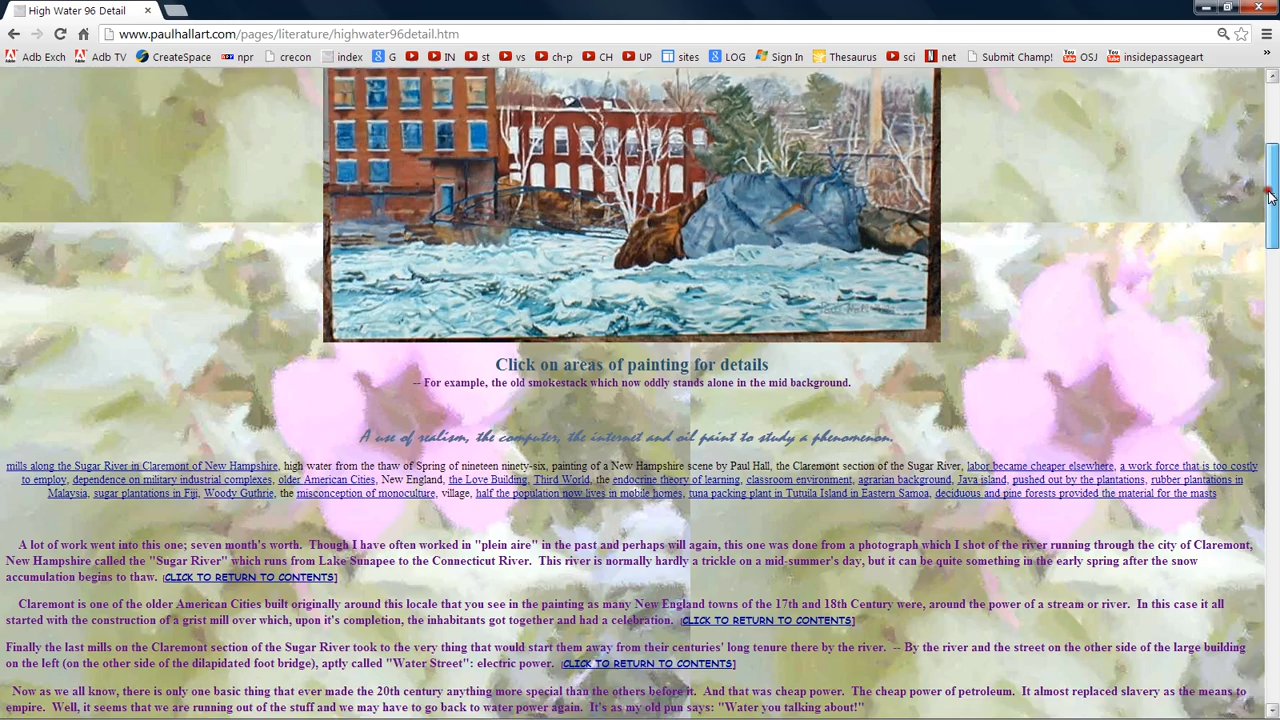 High Water 96 Detail
www.paulhallart.com/pages/literature/highwater96detail.htm
Adb Exch Adb TV CreateSpace npr crecon index G IN st vs ch-p CH UP sites LOG Sign In Thesaurus sci net Submit Champ! OSJ insidepassageart
Click on areas of painting for details
-- For example, the old smokestack which now oddly stands alone in the mid background.
A use of realism, the computer, the internet and oil paint to study a phenomenon.
mills along the Sugar River in Claremont of New Hampshire, high water from the thaw of Spring of nineteen ninety-six, painting of a New Hampshire scene by Paul Hall, the Claremont section of the Sugar River, labor became cheaper elsewhere, a work force that is too costly
to employ, dependence on military industrial complexes, older American Cities, New England, the Love Building, Third World, the endocrine theory of learning, classroom environment, agrarian background, Java island, pushed out by the plantations, rubber plantations in
Malaysia, sugar plantations in Fiji, Woody Guthrie, the misconception of monoculture, village, half the population now lives in mobile homes, tuna packing plant in Tutuila Island in Eastern Samoa, deciduous and pine forests provided the material for the masts
A lot of work went into this one; seven month's worth. Though I have often worked in "plein aire" in the past and perhaps will again, this one was done from a photograph which I shot of the river running through the city of Claremont,
New Hampshire called the "Sugar River" which runs from Lake Sunapee to the Connecticut River. This river is normally hardly a trickle on a mid-summer's day, but it can be quite something in the early spring after the snow
accumulation begins to thaw. [CLICK TO RETURN TO CONTENTS]
Claremont is one of the older American Cities built originally around this locale that you see in the painting as many New England towns of the 17th and 18th Century were, around the power of a stream or river. In this case it all
started with the construction of a grist mill over which, upon it's completion, the inhabitants got together and had a celebration. [CLICK TO RETURN TO CONTENTS]
Finally the last mills on the Claremont section of the Sugar River took to the very thing that would start them away from their centuries' long tenure there by the river. -- By the river and the street on the other side of the large building
on the left (on the other side of the dilapidated foot bridge), aptly called "Water Street": electric power. [CLICK TO RETURN TO CONTENTS]
Now as we all know, there is only one basic thing that ever made the 20th century anything more special than the others before it. And that was cheap power. The cheap power of petroleum. It almost replaced slavery as the means to
empire. Well, it seems that we are running out of the stuff and we may have to go back to water power again. It's as my old pun says: "Water you talking about!"